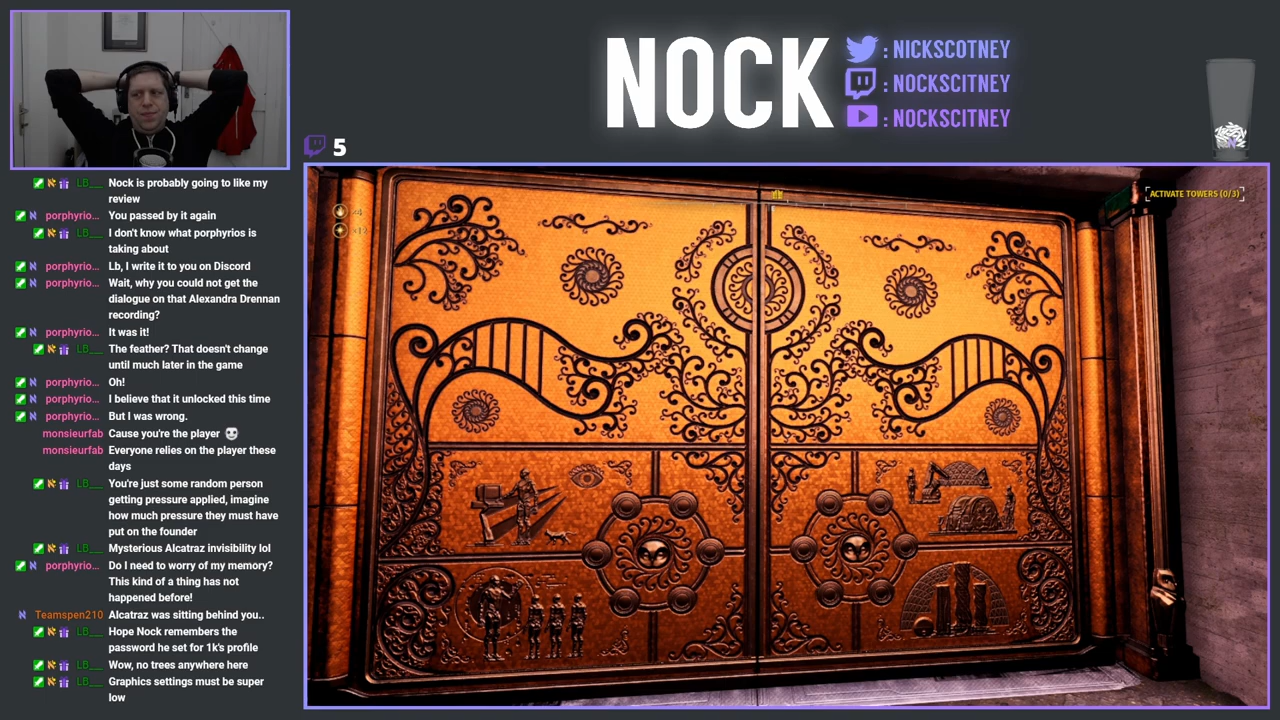 NOCK
: NICKSCOTNEY
: NOCKSCITNEY
: NOCKSCITNEY
5
LB__ Nock is probably going to like my
review
porphyrio... You passed by it again
LB__ I don't know what porphyrios is
taking about
porphyrio... Lb, I write it to you on Discord
porphyrio... Wait, why you could not get the
dialogue on that Alexandra Drennan
recording?
porphyrio... It was it!
LB__ The feather? That doesn't change
until much later in the game
porphyrio... Oh!
porphyrio... I believe that it unlocked this time
porphyrio... But I was wrong.
monsieurfab Cause you're the player
monsieurfab Everyone relies on the player these
days
LB__ You're just some random person
getting pressure applied, imagine
how much pressure they must have
put on the founder
LB__ Mysterious Alcatraz invisibility lol
porphyrio... Do I need to worry of my memory?
This kind of a thing has not
happened before!
Teamspen210 Alcatraz was sitting behind you..
LB__ Hope Nock remembers the
password he set for 1k's profile
LB__ Wow, no trees anywhere here
LB__ Graphics settings must be super
low
ACTIVATE TOWERS (0/3)